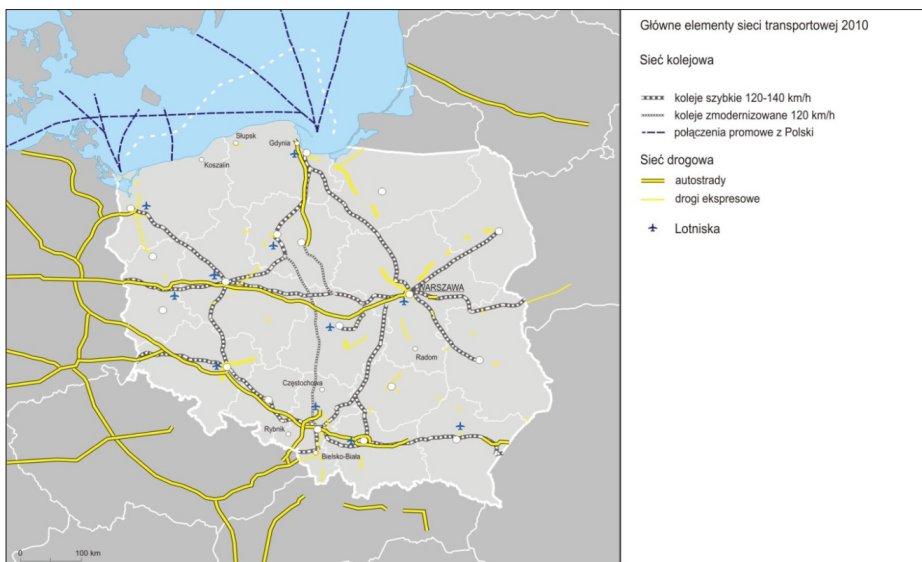 Główne elementy sieci transportowej 2010
Sieć kolejowa
koleje szybkie 120-140 km/h
koleje zmodernizowane 120 km/h
połączenia promowe z Polski
Sieć drogowa
autostrady
drogi ekspresowe
Lotniska
Słupsk
Gdynia
Koszalin
WARSZAWA
Radom
Częstochowa
Rybnik
Bielsko-Biała
0 100 km